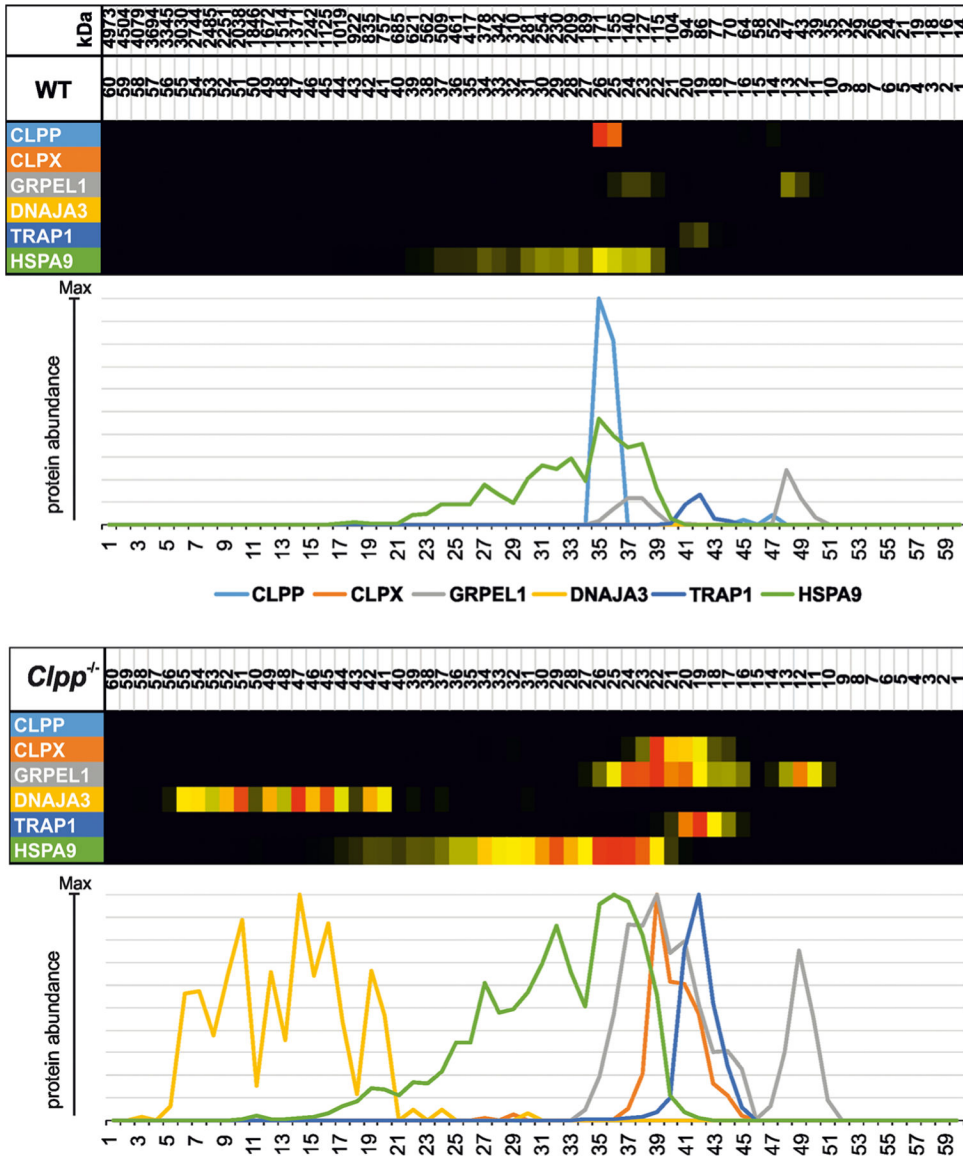 kDa 4973 4504 4079 3694 3345 3030 2744 2485 2251 2038 1846 1672 1514 1371 1242 1125 1019 922 835 757 685 621 562 509 461 417 378 342 310 281 254 230 209 189 171 155 140 127 115 104 94 86 77 70 64 58 52 47 43 39 35 32 29 26 24 21 19 18 16 14
WT 60 59 58 57 56 55 54 53 52 51 50 49 48 47 46 45 44 43 42 41 40 39 38 37 36 35 34 33 32 31 30 29 28 27 26 25 24 23 22 21 20 19 18 17 16 15 14 13 12 11 10 9 8 7 6 5 4 3 2 1
CLPP
CLPX
GRPEL1
DNAJA3
TRAP1
HSPA9
Max
protein abundance
1 3 5 7 9 11 13 15 17 19 21 23 25 27 29 31 33 35 37 39 41 43 45 47 49 51 53 55 57 59
CLPP CLPX GRPEL1 DNAJA3 TRAP1 HSPA9
Clpp-/- 60 59 58 57 56 55 54 53 52 51 50 49 48 47 46 45 44 43 42 41 40 39 38 37 36 35 34 33 32 31 30 29 28 27 26 25 24 23 22 21 20 19 18 17 16 15 14 13 12 11 10 9 8 7 6 5 4 3 2 1
CLPP
CLPX
GRPEL1
DNAJA3
TRAP1
HSPA9
Max
protein abundance
1 3 5 7 9 11 13 15 17 19 21 23 25 27 29 31 33 35 37 39 41 43 45 47 49 51 53 55 57 59